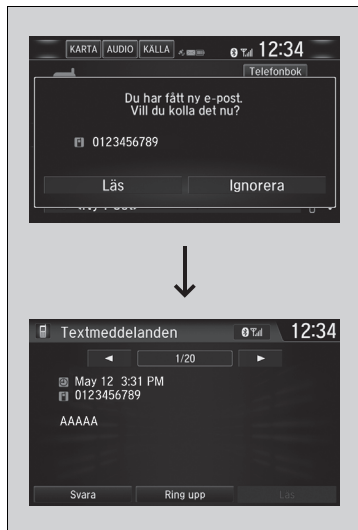 KARTA AUDIO KÄLLA 12:34
Telefonbok
Du har fått ny e-post.
Vill du kolla det nu?
0123456789
Läs Ignorera
Textmeddelanden 12:34
◄ 1/20 ►
May 12 3:31 PM
0123456789
AAAAA
Svara Ring upp Läs